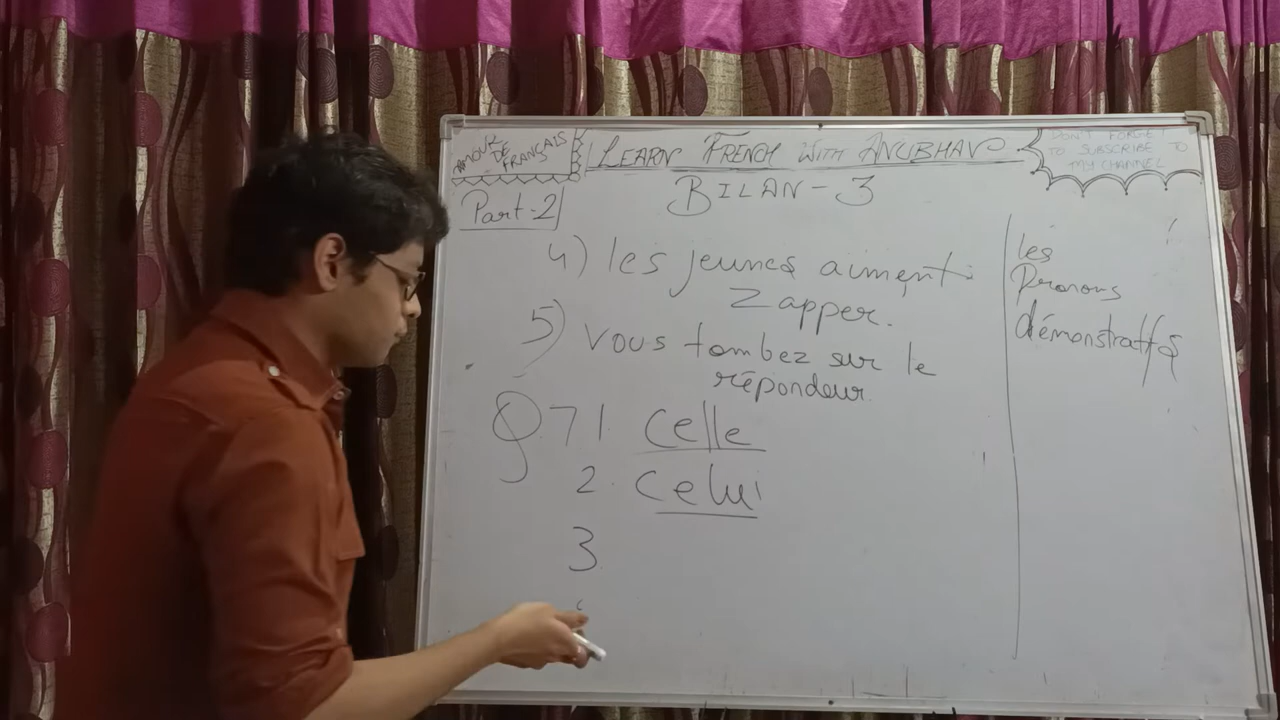 AMOUR
DE
FRANÇAIS
LEARN FRENCH WITH ANUBHAV
DON'T FORGET
TO SUBSCRIBE TO
MY CHANNEL
Part-2
BILAN-3
4) les jeunes aiment
Zapper.
5) vous tombez sur le
répondeur
Q7 1. Celle
2. Celui
3.
les
Pronoms
démonstratifs